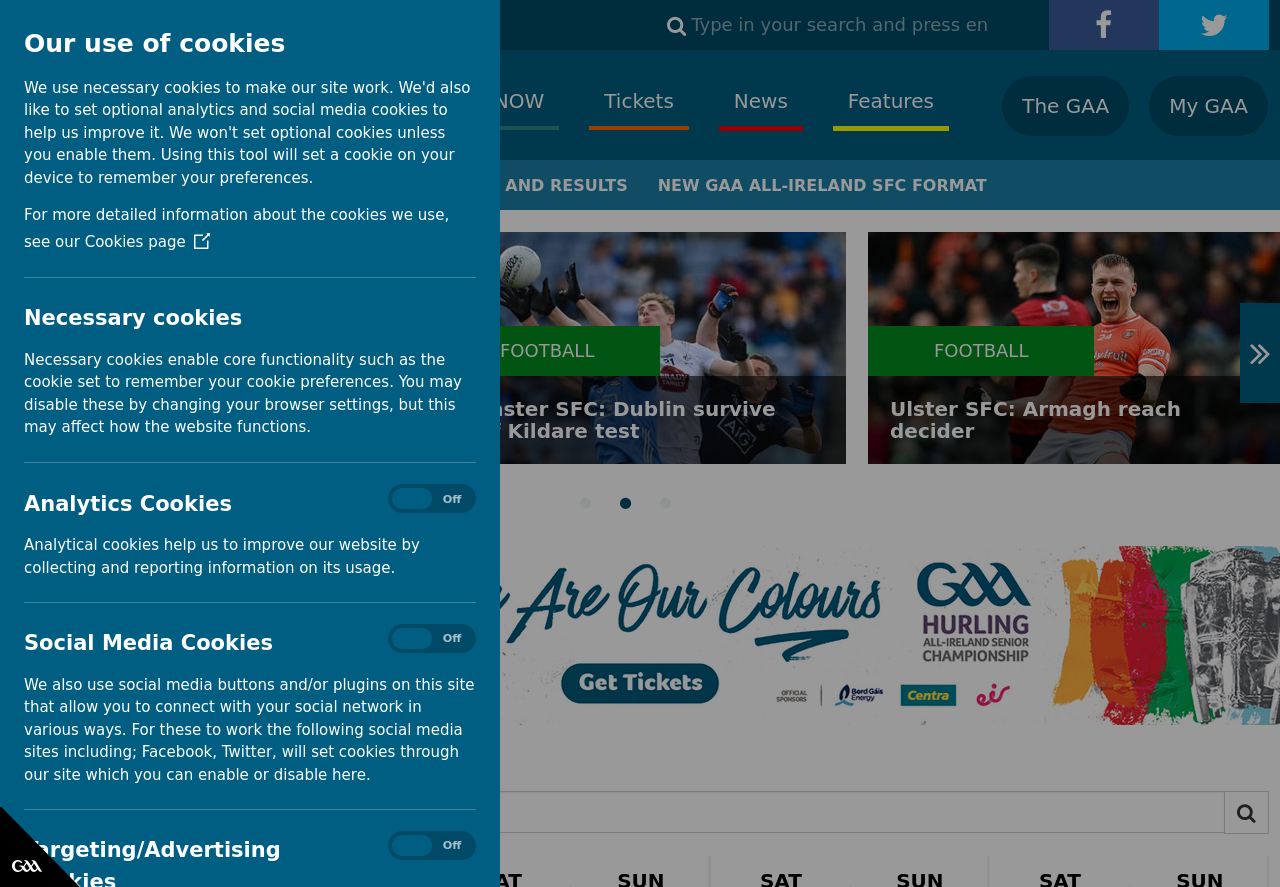 Our use of cookies
We use necessary cookies to make our site work. We'd also
like to set optional analytics and social media cookies to
help us improve it. We won't set optional cookies unless
you enable them. Using this tool will set a cookie on your
device to remember your preferences.
For more detailed information about the cookies we use,
see our Cookies page
Necessary cookies
Necessary cookies enable core functionality such as the
cookie set to remember your cookie preferences. You may
disable these by changing your browser settings, but this
may affect how the website functions.
Analytics Cookies
Off
Analytical cookies help us to improve our website by
collecting and reporting information on its usage.
Social Media Cookies
Off
We also use social media buttons and/or plugins on this site
that allow you to connect with your social network in
various ways. For these to work the following social media
sites including; Facebook, Twitter, will set cookies through
our site which you can enable or disable here.
Targeting/Advertising
Off
GAA
Type in your search and press en
NOW
Tickets
News
Features
The GAA
My GAA
AND RESULTS
NEW GAA ALL-IRELAND SFC FORMAT
FOOTBALL
Dublin survive
Kildare test
SFC:
AIG
FOOTBALL
Ulster SFC: Armagh reach
decider
24
Are Our Colours
Get Tickets
GAA
HURLING
ALL-IRELAND SENIOR
CHAMPIONSHIP
OFFICIAL
SPONSORS
Bord Gáis
Energy
Centra
eir
SUN
SAT
SUN
SAT
SUN